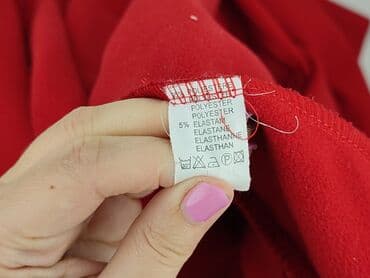 POLYESTER
POLYESTER
5% ELASTAN
ELASTANE
ELASTHANNE
ELASTHAN